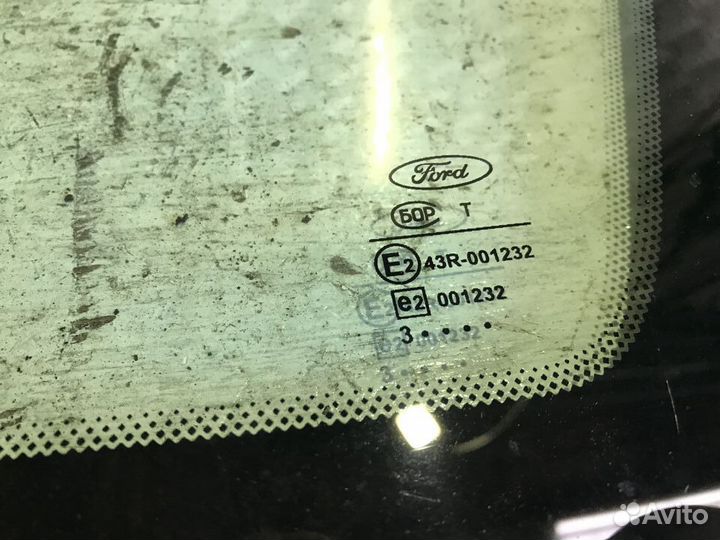 Ford
БОР T
E2 43R-001232
e2 001232
3 • • • •
Avito